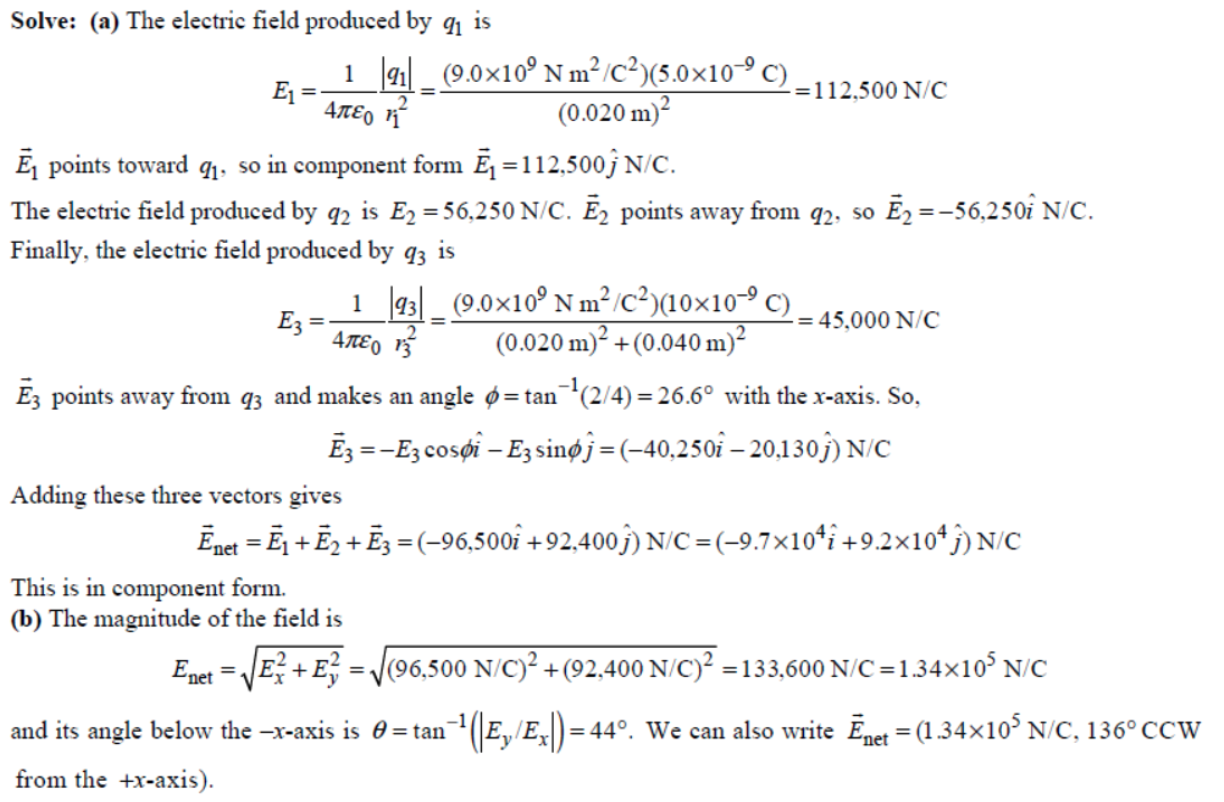 Solve: (a) The electric field produced by q₁ is
E₁ = 1/(4πε₀) |q₁|/r₁² = (9.0×10⁹ N m²/C²)(5.0×10⁻⁹ C)/(0.020 m)² = 112,500 N/C
E⃗₁ points toward q₁, so in component form E⃗₁ = 112,500ĵ N/C.
The electric field produced by q₂ is E₂ = 56,250 N/C. E⃗₂ points away from q₂, so E⃗₂ = −56,250î N/C.
Finally, the electric field produced by q₃ is
E₃ = 1/(4πε₀) |q₃|/r₃² = (9.0×10⁹ N m²/C²)(10×10⁻⁹ C)/((0.020 m)² + (0.040 m)²) = 45,000 N/C
E⃗₃ points away from q₃ and makes an angle ϕ = tan⁻¹(2/4) = 26.6° with the x-axis. So,
E⃗₃ = −E₃ cosϕî − E₃ sinϕĵ = (−40,250î − 20,130ĵ) N/C
Adding these three vectors gives
E⃗net = E⃗₁ + E⃗₂ + E⃗₃ = (−96,500î + 92,400ĵ) N/C = (−9.7×10⁴î + 9.2×10⁴ĵ) N/C
This is in component form.
(b) The magnitude of the field is
Enet = √(Eₓ² + E_y²) = √((96,500 N/C)² + (92,400 N/C)²) = 133,600 N/C = 1.34×10⁵ N/C
and its angle below the −x-axis is θ = tan⁻¹(|E_y/Eₓ|) = 44°. We can also write E⃗net = (1.34×10⁵ N/C, 136° CCW
from the +x-axis).